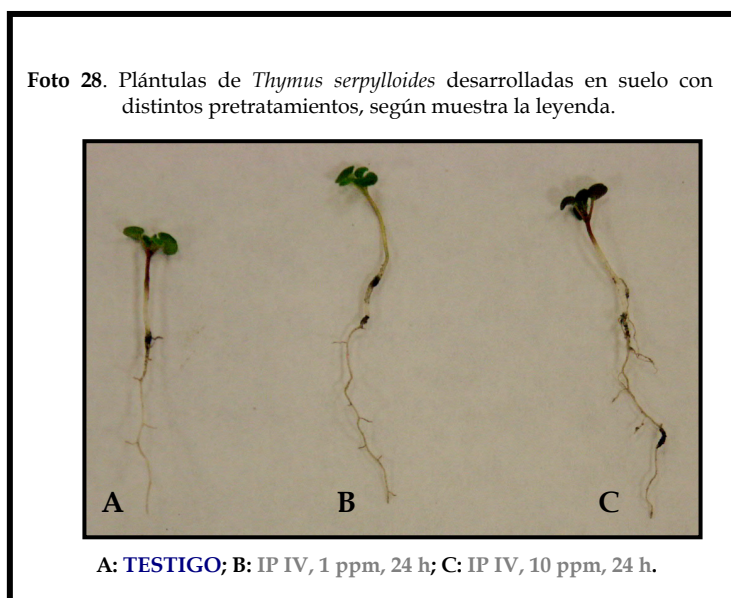 Foto 28. Plántulas de Thymus serpylloides desarrolladas en suelo con
distintos pretratamientos, según muestra la leyenda.
A B C
A: TESTIGO; B: IP IV, 1 ppm, 24 h; C: IP IV, 10 ppm, 24 h.